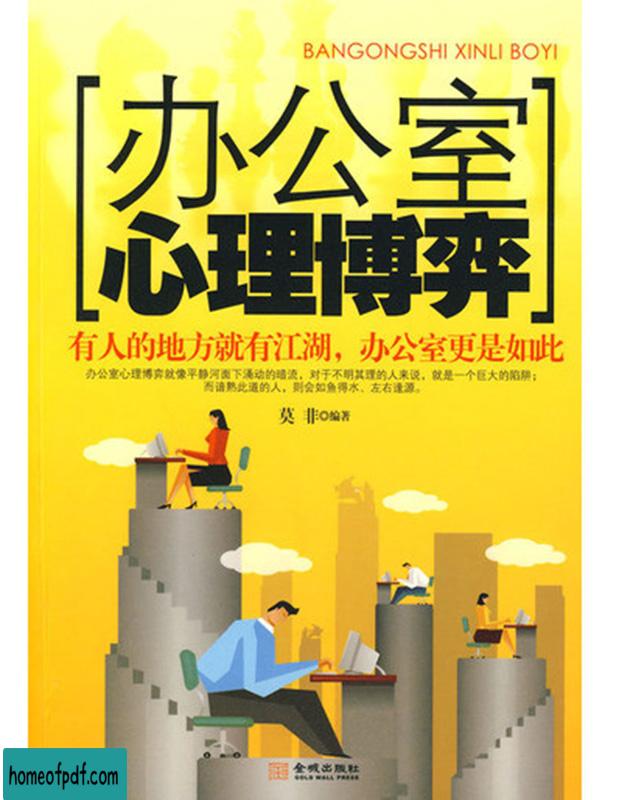 BANGONGSHI XINLI BOYI
办公室
心理博弈
有人的地方就有江湖，办公室更是如此
办公室心理博弈就像平静河面下涌动的暗流，对于不明其理的人来说，就是一个巨大的陷阱；
而谙熟此道的人，则会如鱼得水、左右逢源。
莫 非◎编著
金城出版社
GOLD WALL PRESS
homeofpdf.com